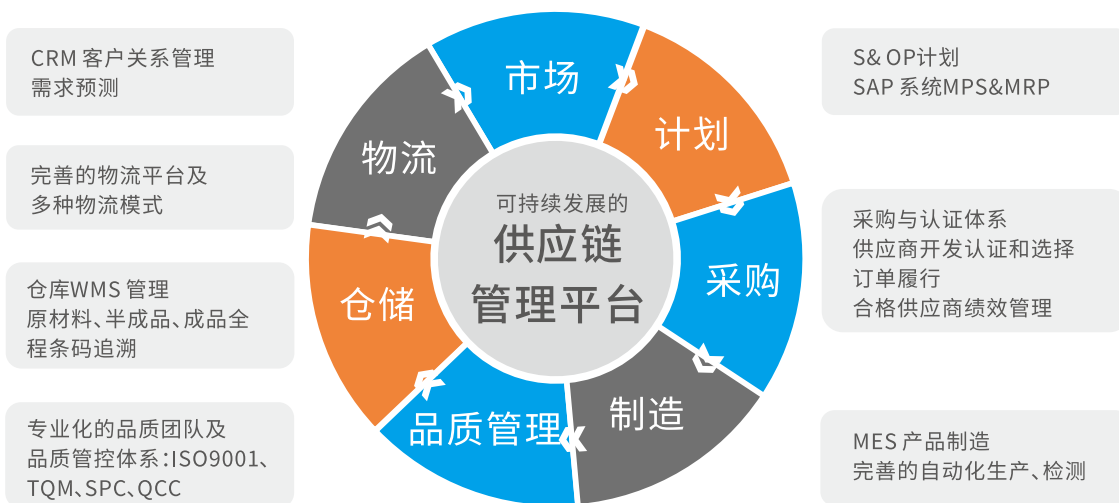 CRM 客户关系管理
需求预测
完善的物流平台及
多种物流模式
仓库WMS 管理
原材料、半成品、成品全
程条码追溯
专业化的品质团队及
品质管控体系:ISO9001、
TQM、SPC、QCC
市场
计划
采购
制造
品质管理
仓储
物流
可持续发展的
供应链
管理平台
S& OP计划
SAP 系统MPS&MRP
采购与认证体系
供应商开发认证和选择
订单履行
合格供应商绩效管理
MES 产品制造
完善的自动化生产、检测